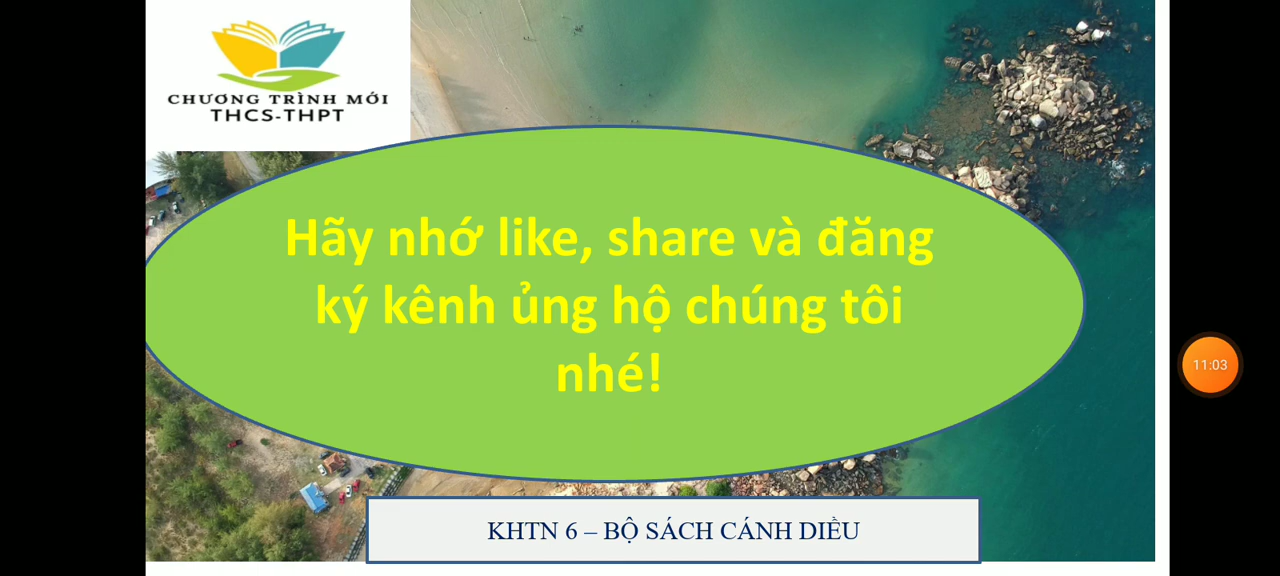 CHƯƠNG TRÌNH MỚI
THCS-THPT
Hãy nhớ like, share và đăng
ký kênh ủng hộ chúng tôi
nhé!
11:03
KHTN 6 – BỘ SÁCH CÁNH DIỀU